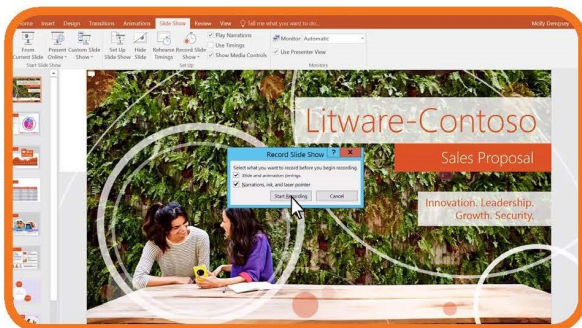 Home Insert Design Transitions Animations Slide Show Review View Tell me what you want to do... Molly Dempsey
From Current Slide
Present Online
Custom Slide Show
Set Up Slide Show
Hide Slide
Rehearse Timings
Record Slide Show
Play Narrations
Use Timings
Show Media Controls
Monitor: Automatic
Use Presenter View
Start Slide Show
Set Up
Monitors
Litware-Contoso
Sales Proposal
Innovation. Leadership.
Growth. Security.
Record Slide Show ? X
Select what you want to record before you begin recording.
Slide and animation timings
Narrations, ink, and laser pointer
Start Recording Cancel